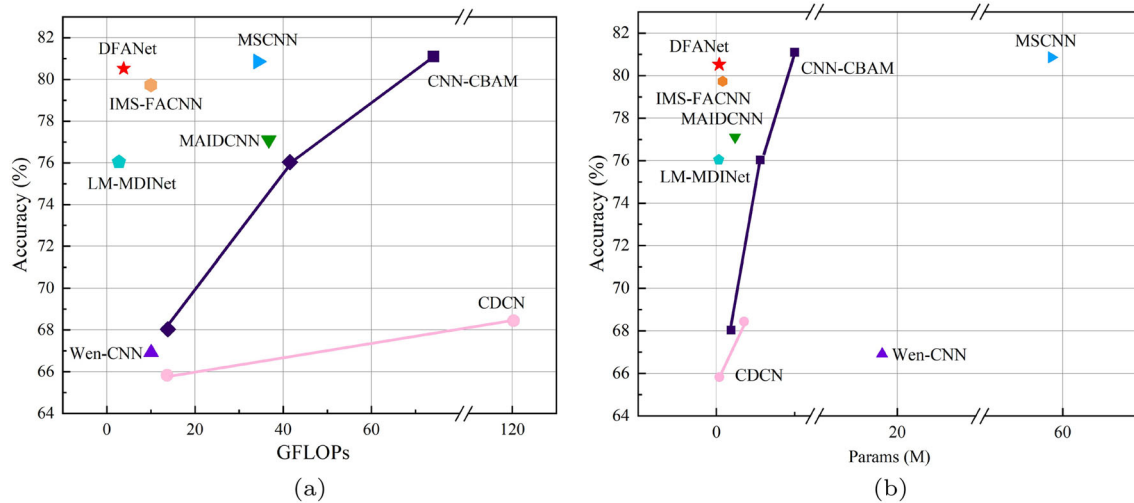 82
80
78
76
74
72
70
68
66
64
Accuracy (%)
DFANet
MSCNN
IMS-FACNN
CNN-CBAM
MAIDCNN
LM-MDINet
CDCN
Wen-CNN
0 20 40 60 120
GFLOPs
(a)
82
80
78
76
74
72
70
68
66
64
Accuracy (%)
DFANet
MSCNN
CNN-CBAM
IMS-FACNN
MAIDCNN
LM-MDINet
Wen-CNN
CDCN
0 20 60
Params (M)
(b)